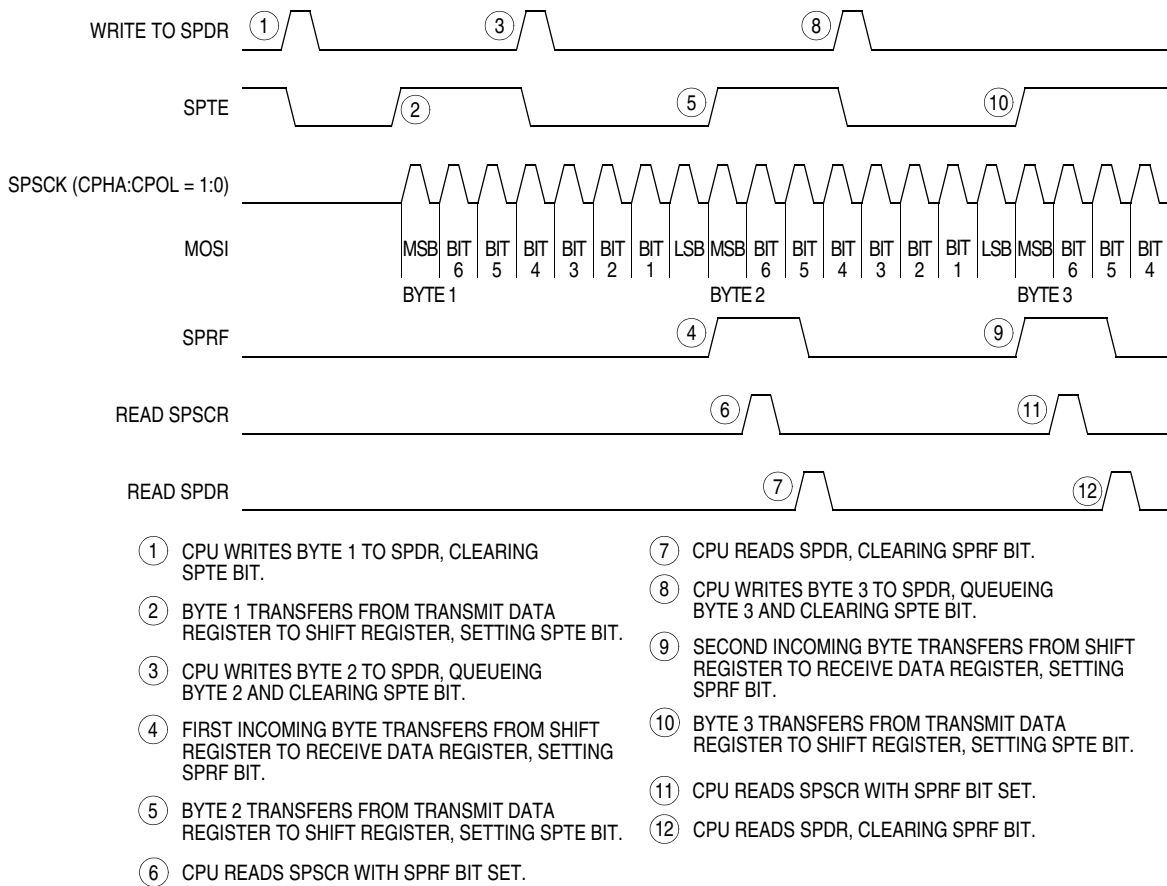 WRITE TO SPDR 1 3 8
SPTE 2 5 10
SPSCK (CPHA:CPOL = 1:0)
MOSI MSB BIT 6 BIT 5 BIT 4 BIT 3 BIT 2 BIT 1 LSB MSB BIT 6 BIT 5 BIT 4 BIT 3 BIT 2 BIT 1 LSB MSB BIT 6 BIT 5 BIT 4
BYTE 1 BYTE 2 BYTE 3
SPRF 4 9
READ SPSCR 6 11
READ SPDR 7 12
1 CPU WRITES BYTE 1 TO SPDR, CLEARING
SPTE BIT.
2 BYTE 1 TRANSFERS FROM TRANSMIT DATA
REGISTER TO SHIFT REGISTER, SETTING SPTE BIT.
3 CPU WRITES BYTE 2 TO SPDR, QUEUEING
BYTE 2 AND CLEARING SPTE BIT.
4 FIRST INCOMING BYTE TRANSFERS FROM SHIFT
REGISTER TO RECEIVE DATA REGISTER, SETTING
SPRF BIT.
5 BYTE 2 TRANSFERS FROM TRANSMIT DATA
REGISTER TO SHIFT REGISTER, SETTING SPTE BIT.
6 CPU READS SPSCR WITH SPRF BIT SET.
7 CPU READS SPDR, CLEARING SPRF BIT.
8 CPU WRITES BYTE 3 TO SPDR, QUEUEING
BYTE 3 AND CLEARING SPTE BIT.
9 SECOND INCOMING BYTE TRANSFERS FROM SHIFT
REGISTER TO RECEIVE DATA REGISTER, SETTING
SPRF BIT.
10 BYTE 3 TRANSFERS FROM TRANSMIT DATA
REGISTER TO SHIFT REGISTER, SETTING SPTE BIT.
11 CPU READS SPSCR WITH SPRF BIT SET.
12 CPU READS SPDR, CLEARING SPRF BIT.